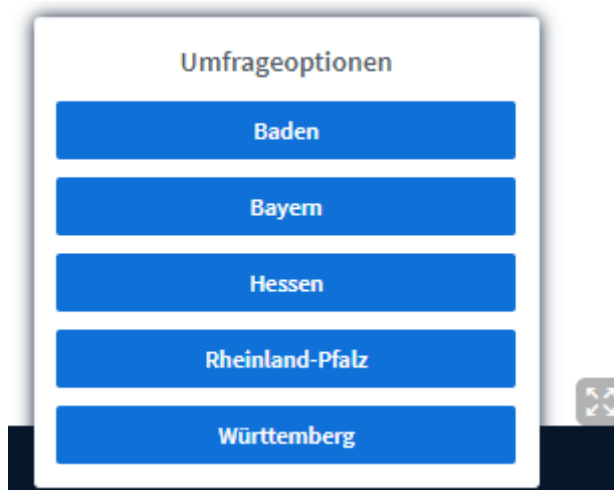 Umfrageoptionen
Baden
Bayern
Hessen
Rheinland-Pfalz
Württemberg